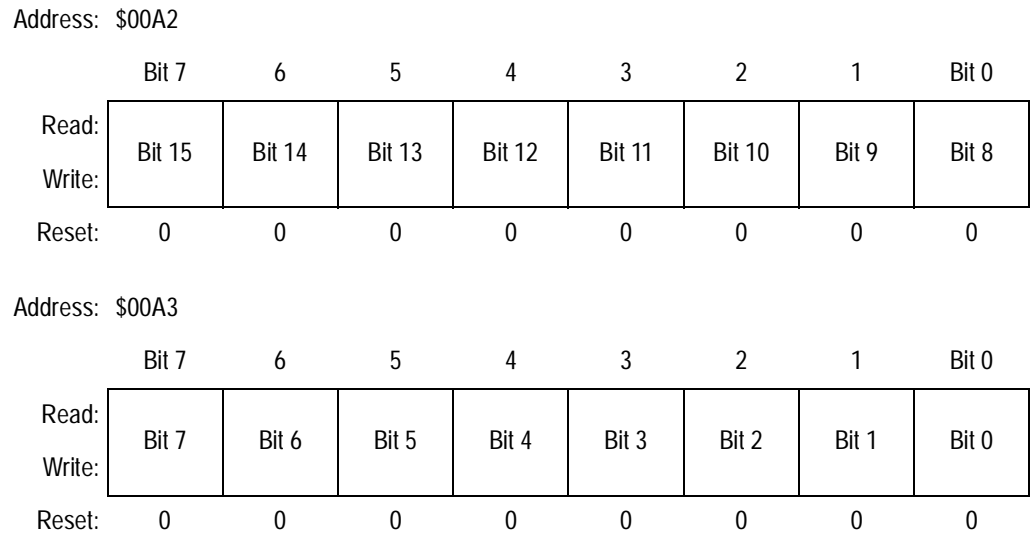 Address: $00A2
Bit 7 6 5 4 3 2 1 Bit 0
Read:
Bit 15 Bit 14 Bit 13 Bit 12 Bit 11 Bit 10 Bit 9 Bit 8
Write:
Reset: 0 0 0 0 0 0 0 0
Address: $00A3
Bit 7 6 5 4 3 2 1 Bit 0
Read:
Bit 7 Bit 6 Bit 5 Bit 4 Bit 3 Bit 2 Bit 1 Bit 0
Write:
Reset: 0 0 0 0 0 0 0 0